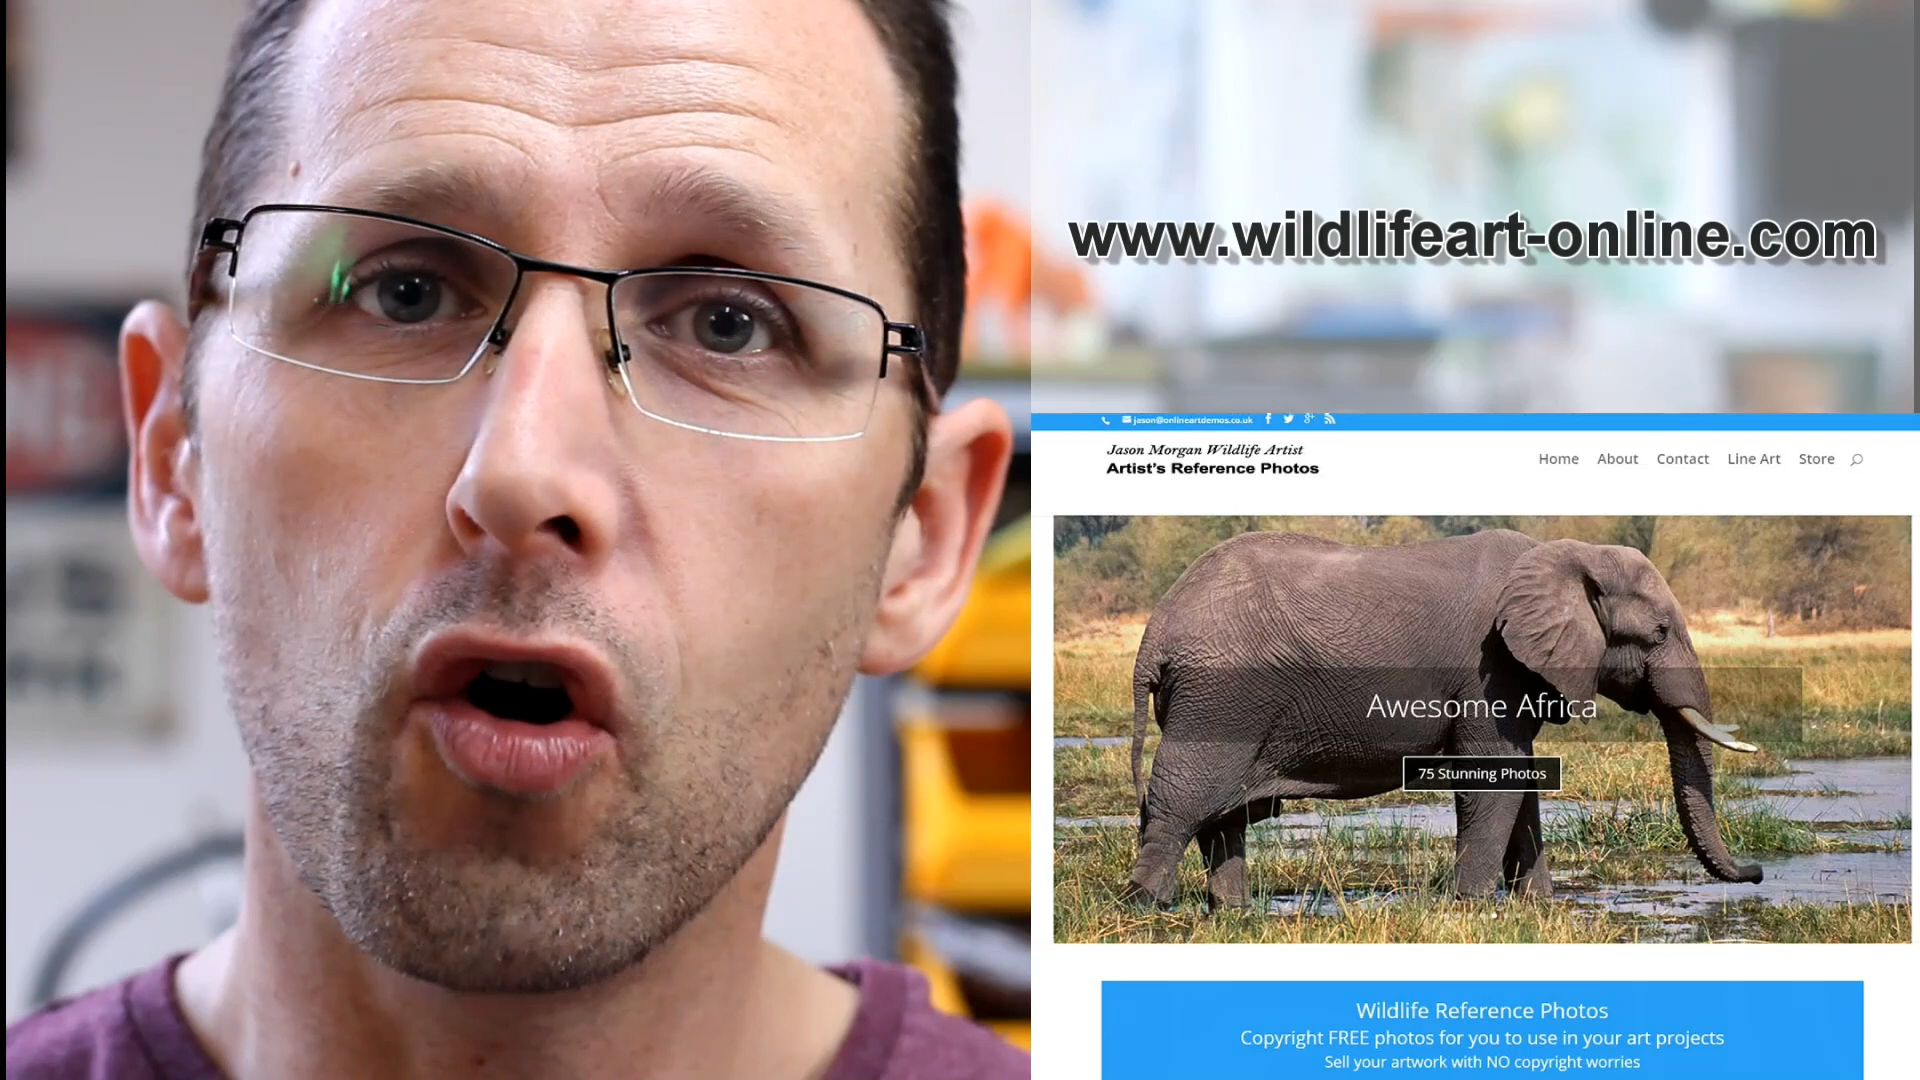 www.wildlifeart-online.com
jason@onlineartdemos.co.uk
Jason Morgan Wildlife Artist
Artist's Reference Photos
Home About Contact Line Art Store
Awesome Africa
75 Stunning Photos
Wildlife Reference Photos
Copyright FREE photos for you to use in your art projects
Sell your artwork with NO copyright worries